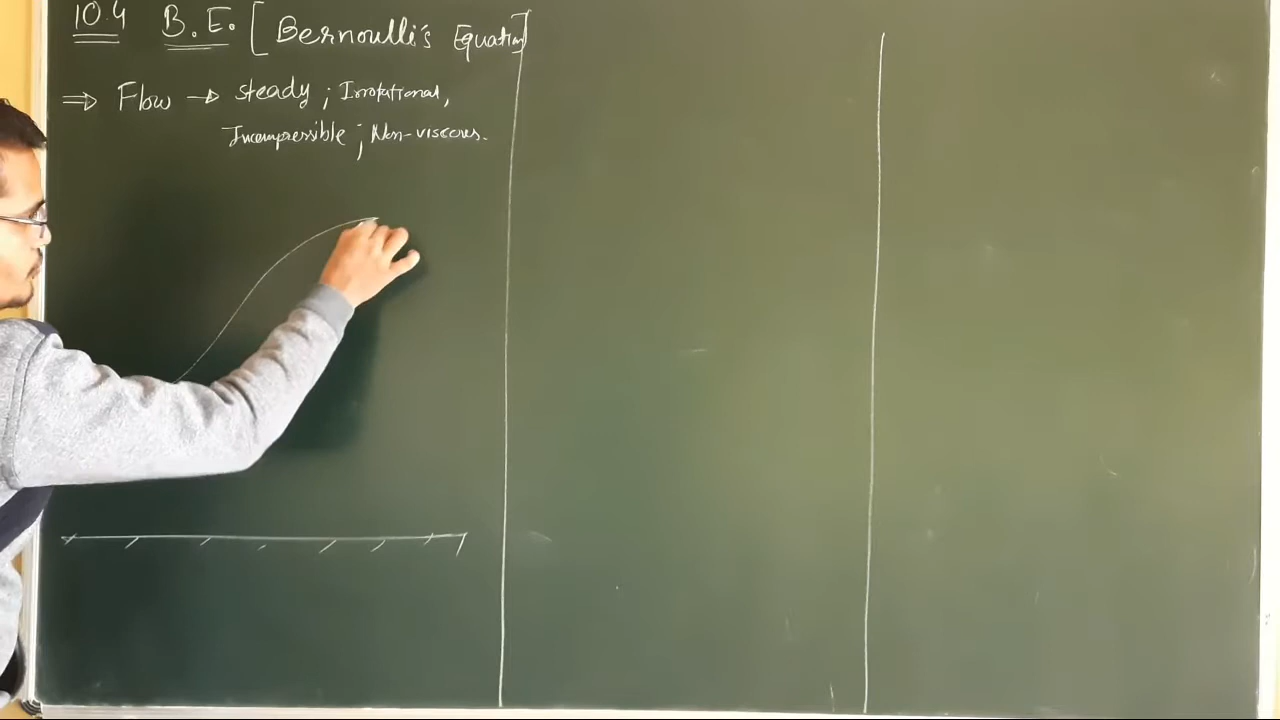 10.4 B.E. [Bernoulli's Equation]
⇒ Flow → steady ; Irrotational,
Incompressible ; Non-viscous.